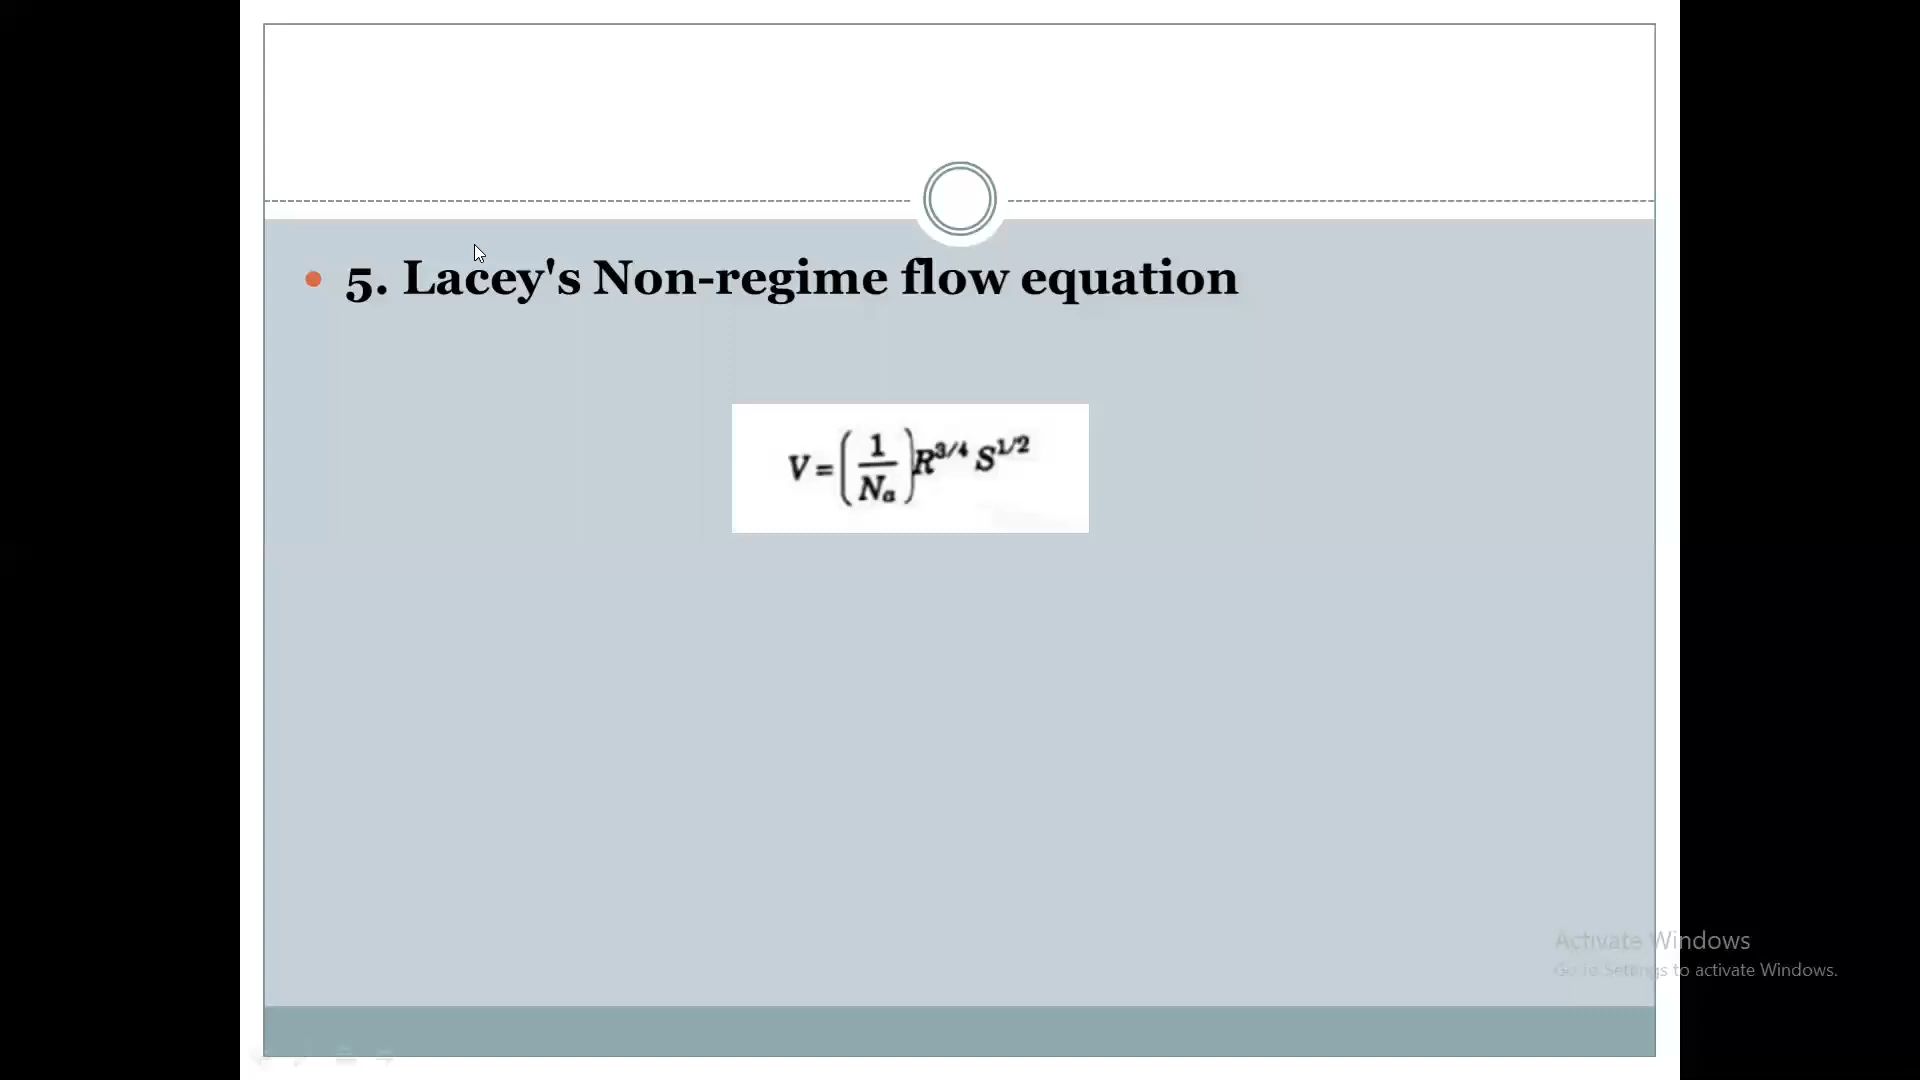 • 5. Lacey's Non-regime flow equation
V = (1/Nₐ) R^3/4 S^1/2
Activate Windows
Go to Settings to activate Windows.